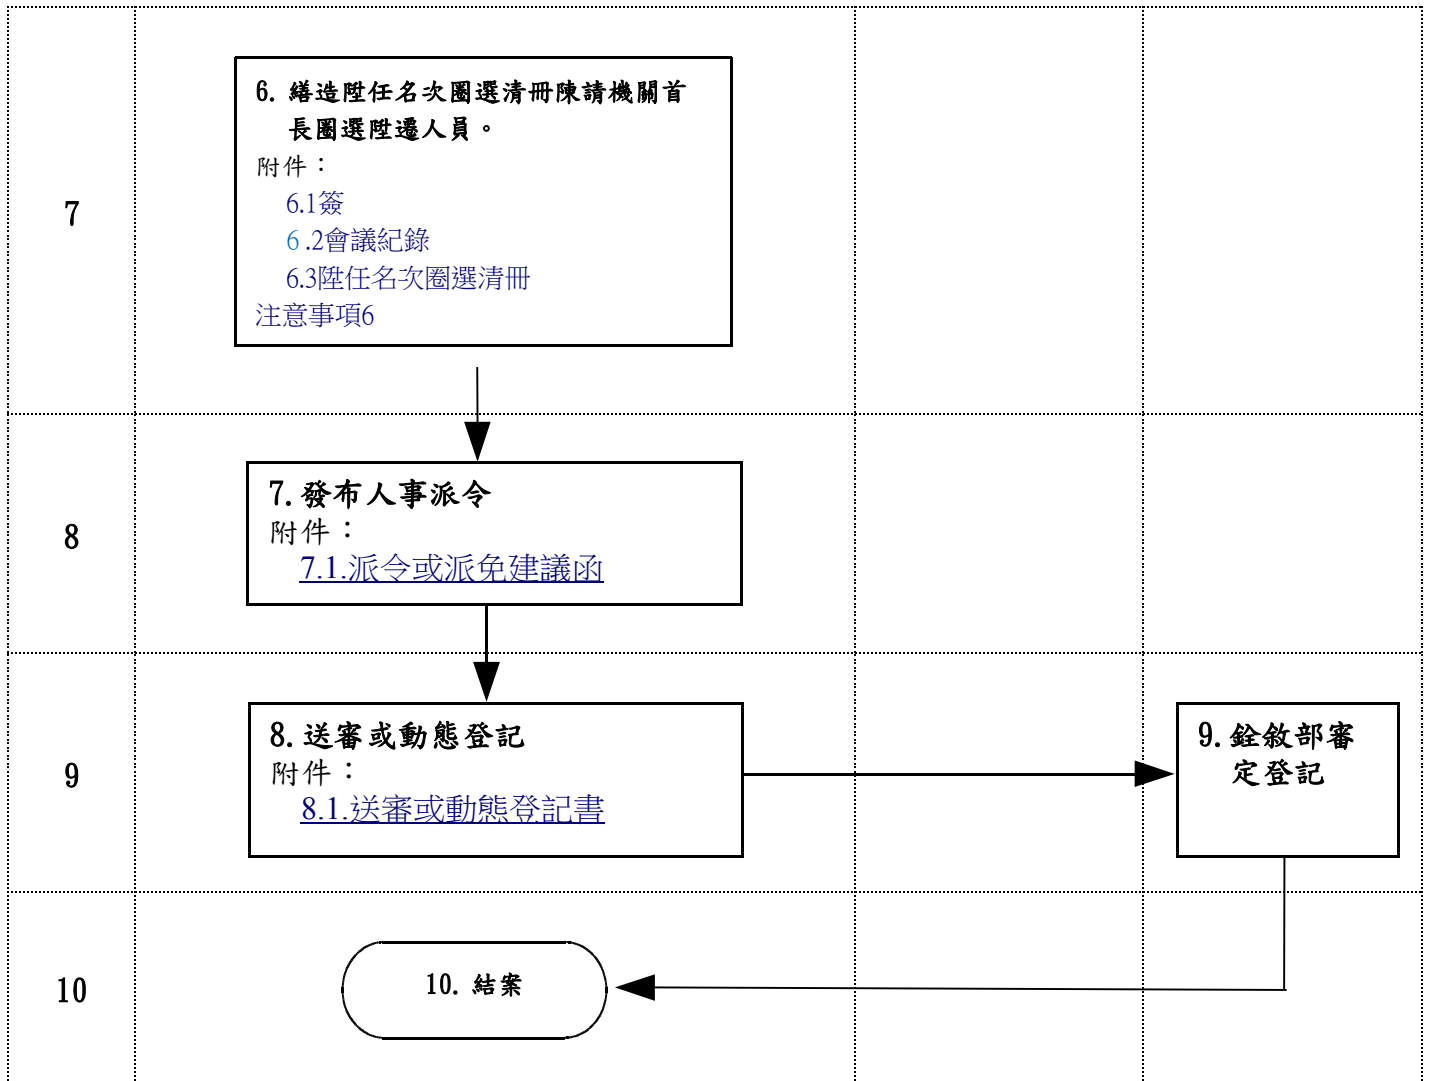 7
6. 繕造陞任名次圈選清冊陳請機關首
長圈選陞遷人員。
附件：
6.1簽
6 .2會議紀錄
6.3陞任名次圈選清冊
注意事項6
8
7.發布人事派令
附件：
7.1.派令或派免建議函
9
8.送審或動態登記
附件：
8.1.送審或動態登記書
9.銓敘部審
定登記
10
10. 結案